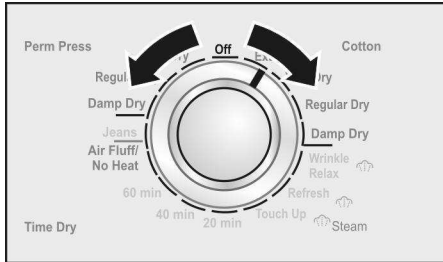 Perm Press
Off
Cotton
Regular Dry
Damp Dry
Damp Dry
Jeans
Air Fluff/
No Heat
Wrinkle
Relax
60 min
Refresh
40 min
20 min
Touch Up
Time Dry
Steam